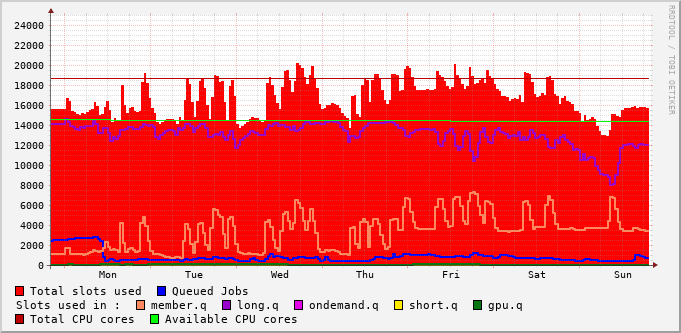 24000
22000
20000
18000
16000
14000
12000
10000
8000
6000
4000
2000
0
Mon Tue Wed Thu Fri Sat Sun
RRDTOOL / TOBI OETIKER
Total slots used Queued Jobs
Slots used in : member.q long.q ondemand.q short.q gpu.q
Total CPU cores Available CPU cores